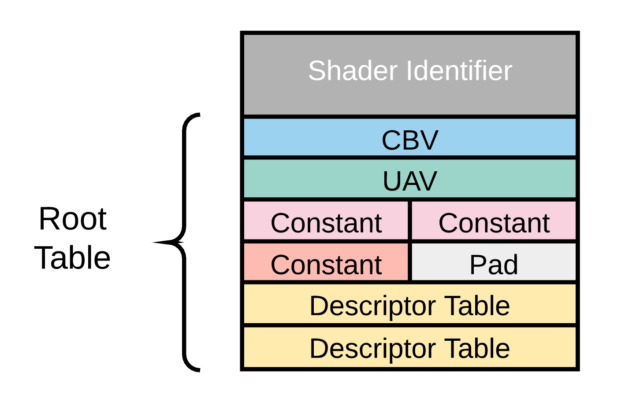 Shader Identifier
CBV
UAV
Constant Constant
Constant Pad
Descriptor Table
Descriptor Table
Root
Table